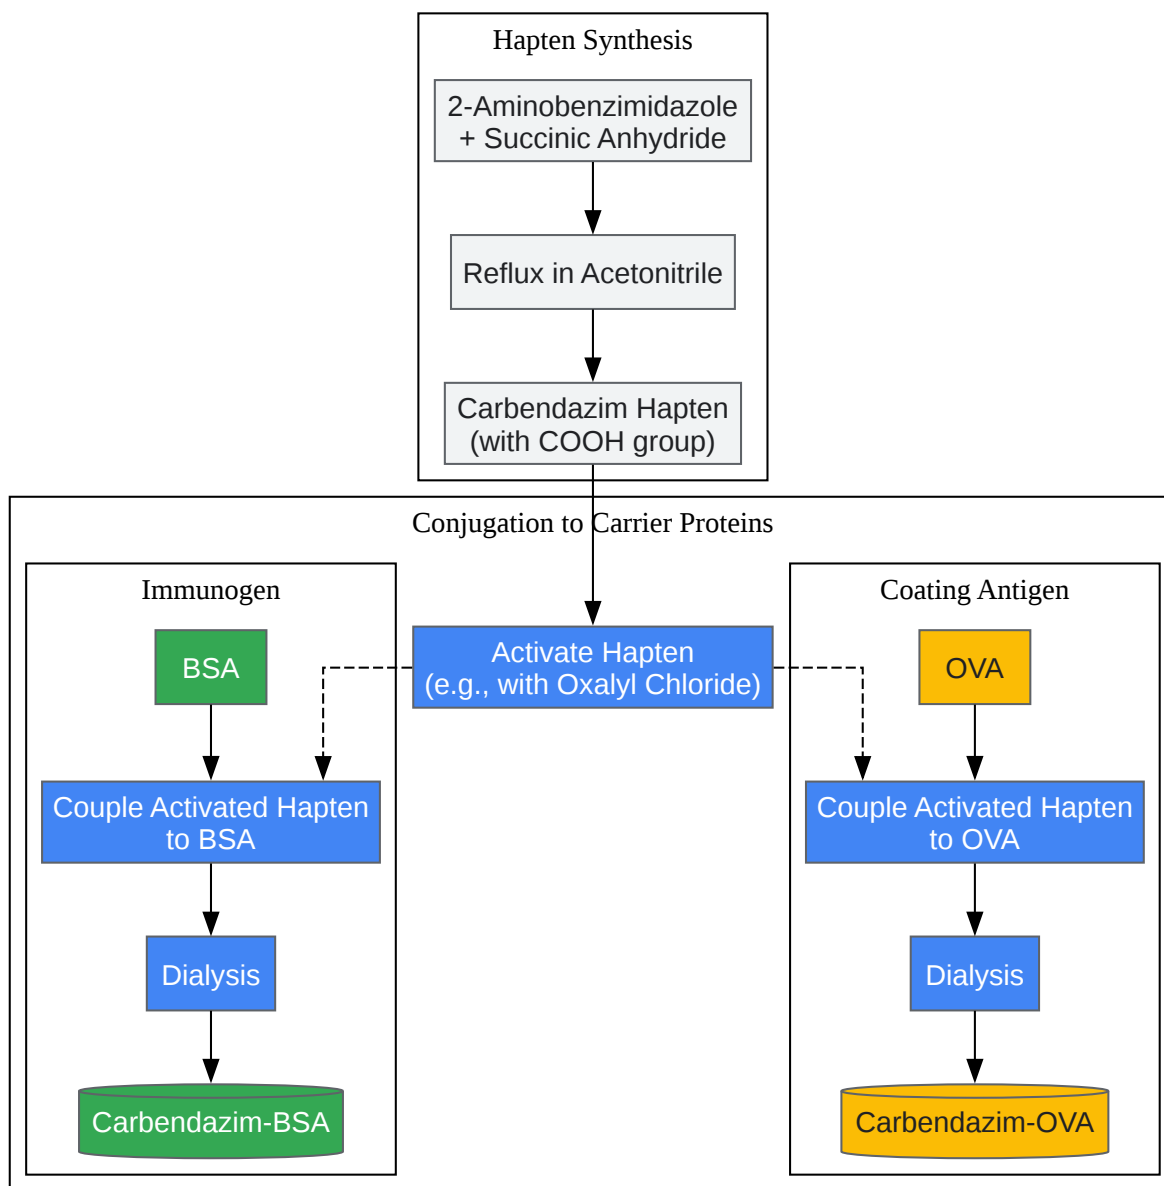 Hapten Synthesis
2-Aminobenzimidazole
+ Succinic Anhydride
Reflux in Acetonitrile
Carbendazim Hapten
(with COOH group)
Conjugation to Carrier Proteins
Immunogen
BSA
Activate Hapten
(e.g., with Oxalyl Chloride)
Coating Antigen
OVA
Couple Activated Hapten
to BSA
Couple Activated Hapten
to OVA
Dialysis
Dialysis
Carbendazim-BSA
Carbendazim-OVA